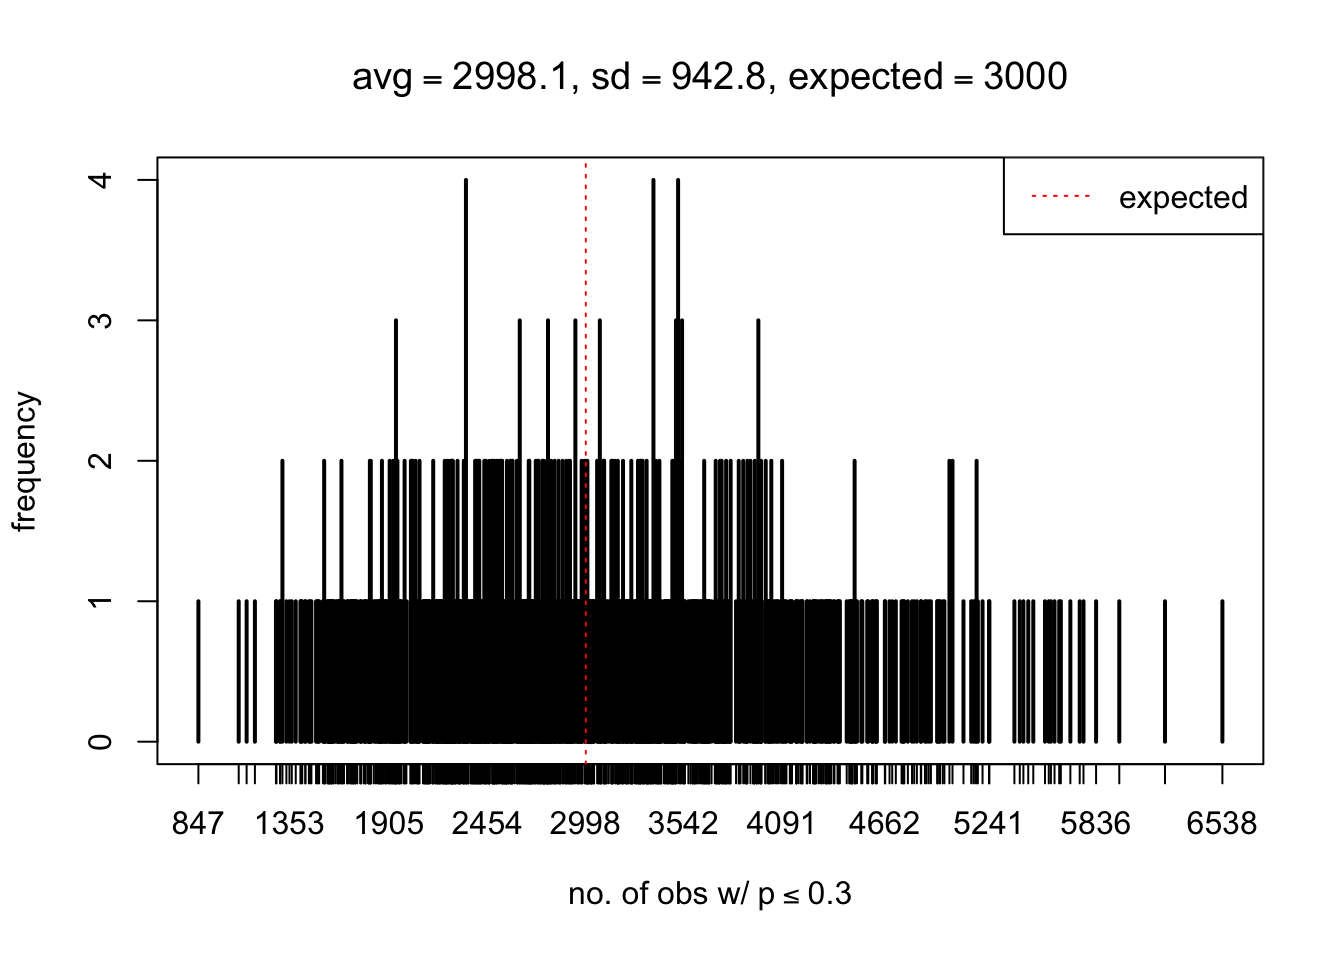 avg = 2998.1, sd = 942.8, expected = 3000
expected
4
3
2
1
0
frequency
847 1353 1905 2454 2998 3542 4091 4662 5241 5836 6538
no. of obs w/ p ≤ 0.3